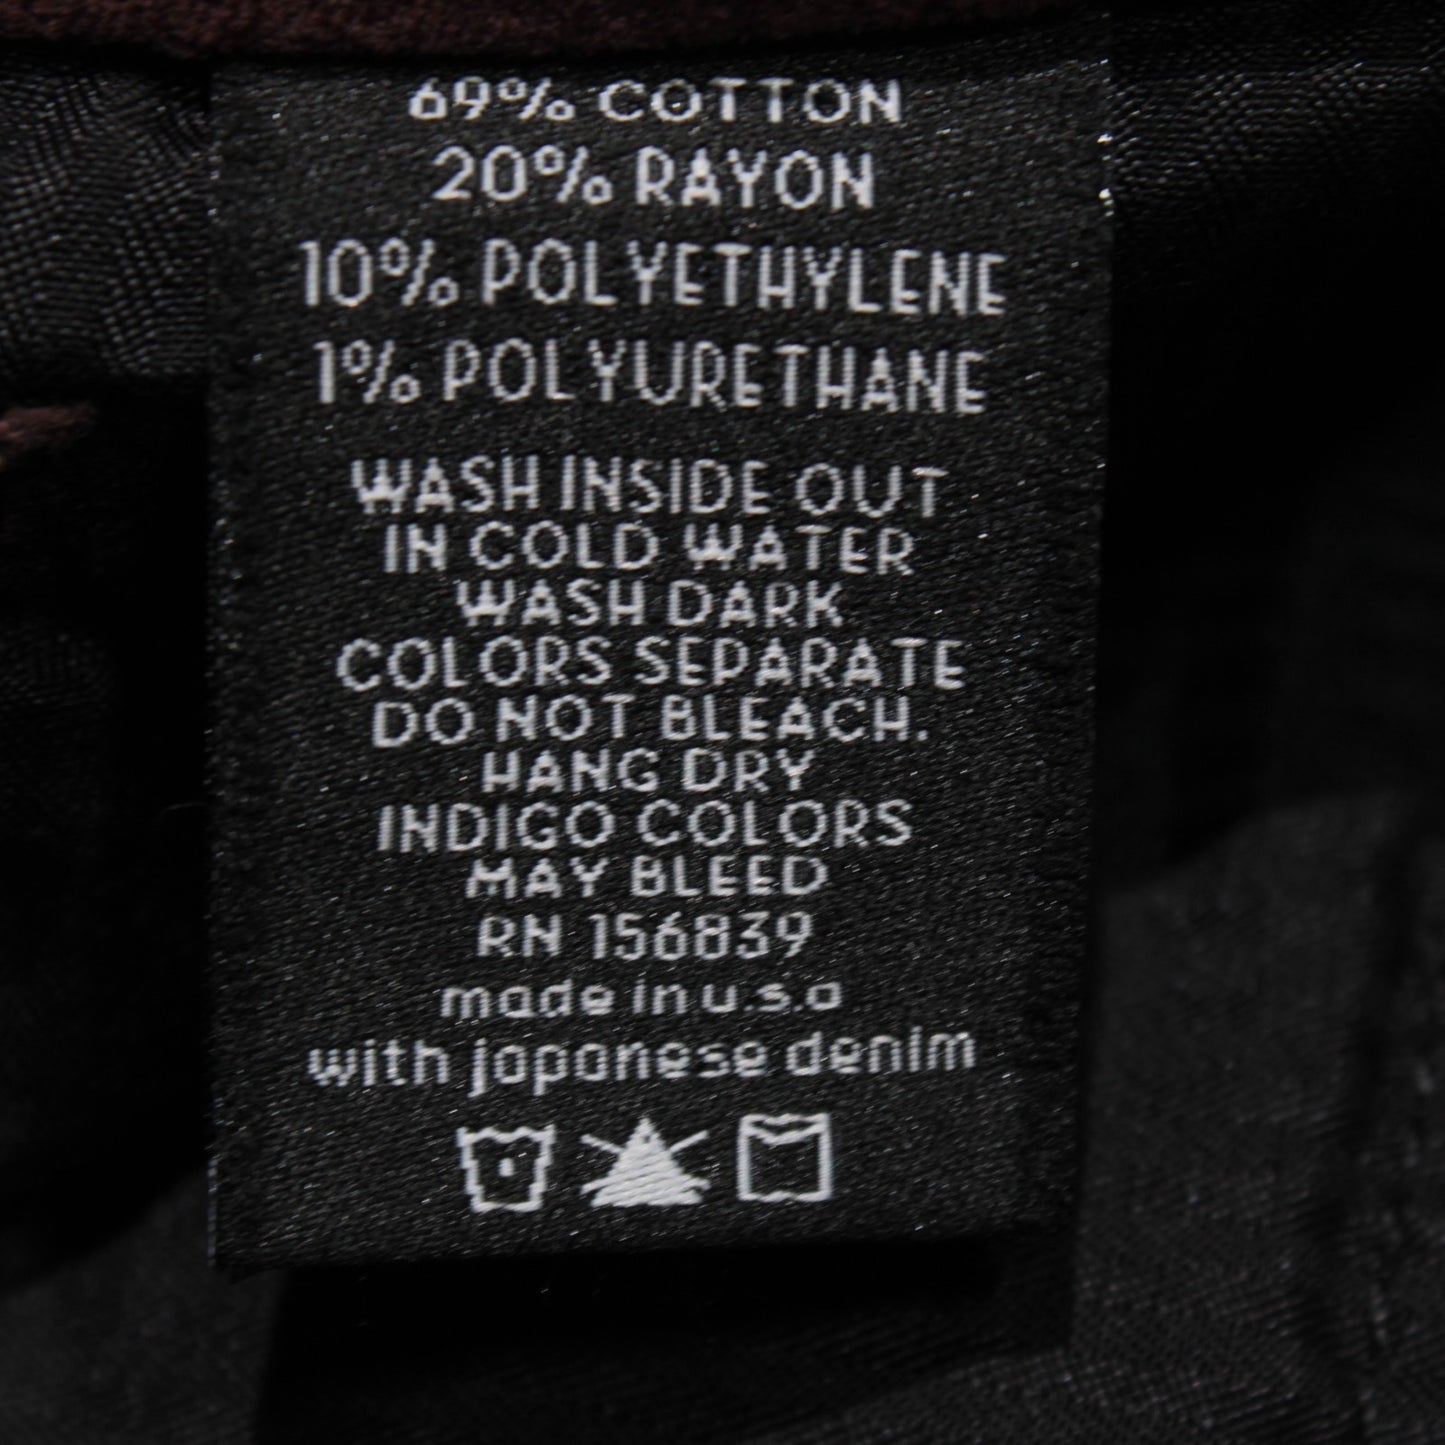 69% COTTON
20% RAYON
10% POLYETHYLENE
1% POLYURETHANE
WASH INSIDE OUT
IN COLD WATER
WASH DARK
COLORS SEPARATE
DO NOT BLEACH.
HANG DRY
INDIGO COLORS
MAY BLEED
RN 156839
made in u.s.a
with japanese denim